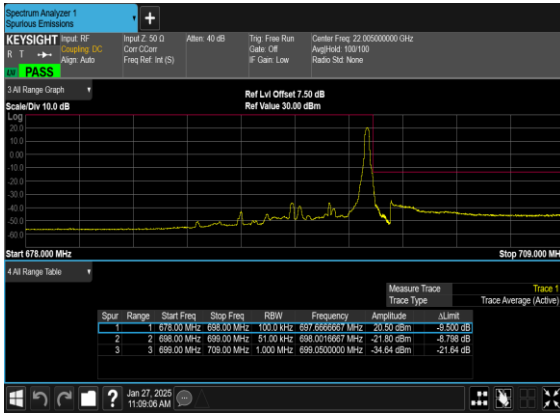 Spectrum Analyzer 1
Spurious Emissions
+
KEYSIGHT Input: RF Input Z: 50 Ω Atten: 40 dB Trig: Free Run Center Freq: 22.005000000 GHz
R T Coupling: DC Corr CCorr Gate: Off Avg|Hold: 100/100
Align: Auto Freq Ref: Int (S) IF Gain: Low Radio Std: None
PASS
3 All Range Graph
Ref Lvl Offset 7.50 dB
Scale/Div 10.0 dB Ref Value 30.00 dBm
Log
20.0
10.0
0.00
-10.0
-20.0
-30.0
-40.0
-50.0
-60.0
Start 678.000 MHz Stop 709.000 MHz
4 All Range Table
Measure Trace Trace 1
Trace Type Trace Average (Active)
Spur Range Start Freq Stop Freq RBW Frequency Amplitude ΔLimit
1 1 678.00 MHz 698.00 MHz 100.0 kHz 697.6666667 MHz 20.50 dBm -9.500 dB
2 2 698.00 MHz 699.00 MHz 51.00 kHz 698.0016667 MHz -21.80 dBm -8.798 dB
3 3 699.00 MHz 709.00 MHz 1.000 MHz 699.0500000 MHz -34.64 dBm -21.64 dB
? Jan 27, 2025
11:09:06 AM